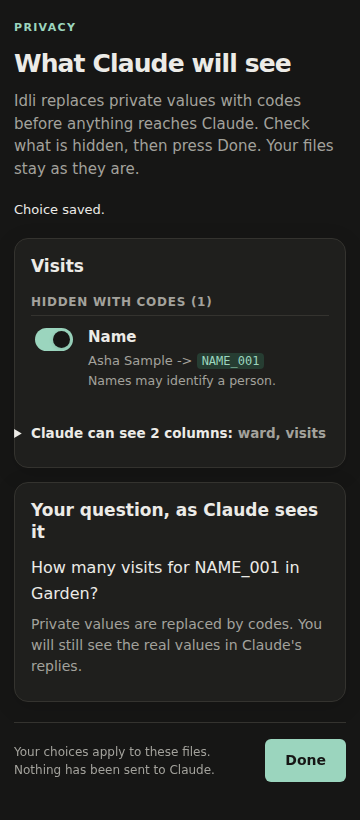 PRIVACY
What Claude will see
Idli replaces private values with codes
before anything reaches Claude. Check
what is hidden, then press Done. Your files
stay as they are.
Choice saved.
Visits
HIDDEN WITH CODES (1)
Name
Asha Sample -> NAME_001
Names may identify a person.
Claude can see 2 columns: ward, visits
Your question, as Claude sees
it
How many visits for NAME_001 in
Garden?
Private values are replaced by codes. You
will still see the real values in Claude's
replies.
Your choices apply to these files.
Nothing has been sent to Claude.
Done